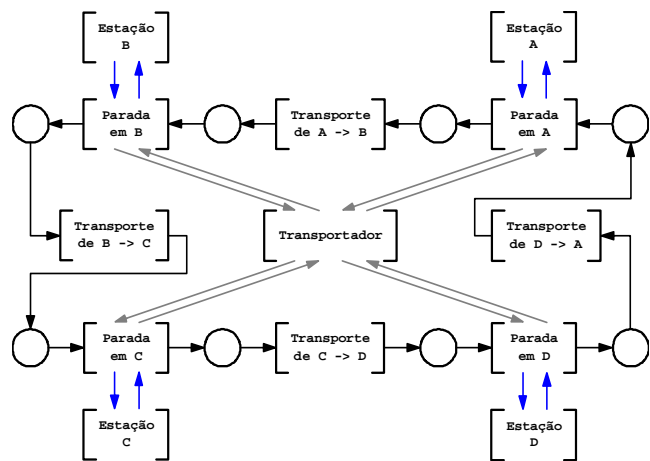 Estação
B
Estação
A
Parada
em B
Transporte
de A -> B
Parada
em A
Transporte
de B -> C
Transportador
Transporte
de D -> A
Parada
em C
Transporte
de C -> D
Parada
em D
Estação
C
Estação
D